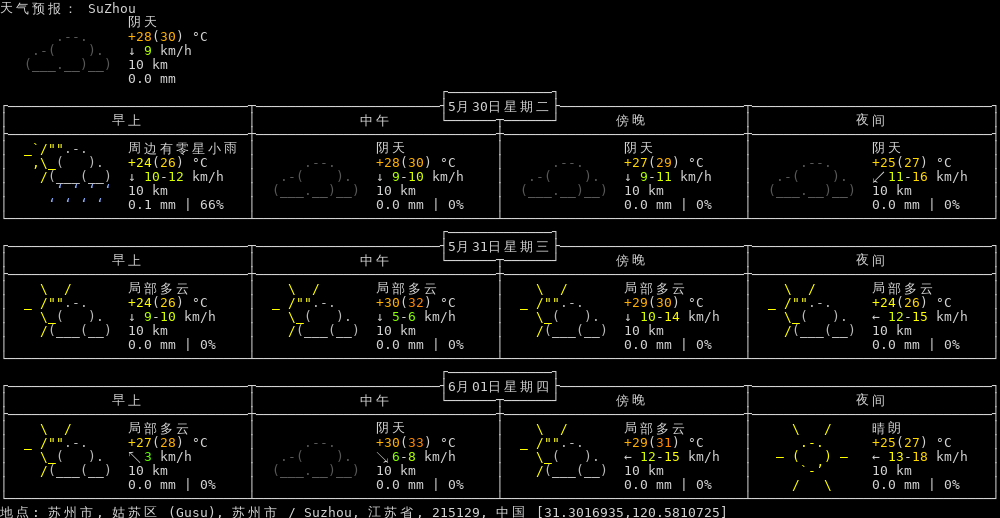 天气预报: SuZhou
阴天
+28(30) °C
↓ 9 km/h
10 km
0.0 mm
5月30日星期二
早上 中午 傍晚 夜间
周边有零星小雨 阴天 阴天 阴天
+24(26) °C +28(30) °C +27(29) °C +25(27) °C
↓ 10-12 km/h ↓ 9-10 km/h ↓ 9-11 km/h ↙ 11-16 km/h
10 km 10 km 10 km 10 km
0.1 mm | 66% 0.0 mm | 0% 0.0 mm | 0% 0.0 mm | 0%
5月31日星期三
早上 中午 傍晚 夜间
局部多云 局部多云 局部多云 局部多云
+24(26) °C +30(32) °C +29(30) °C +24(26) °C
↓ 9-10 km/h ↓ 5-6 km/h ↓ 10-14 km/h ← 12-15 km/h
10 km 10 km 10 km 10 km
0.0 mm | 0% 0.0 mm | 0% 0.0 mm | 0% 0.0 mm | 0%
6月01日星期四
早上 中午 傍晚 夜间
局部多云 阴天 局部多云 晴朗
+27(28) °C +30(33) °C +29(31) °C +25(27) °C
↖ 3 km/h ↘ 6-8 km/h ← 12-15 km/h ← 13-18 km/h
10 km 10 km 10 km 10 km
0.0 mm | 0% 0.0 mm | 0% 0.0 mm | 0% 0.0 mm | 0%
地点: 苏州市, 姑苏区 (Gusu), 苏州市 / Suzhou, 江苏省, 215129, 中国 [31.3016935,120.5810725]